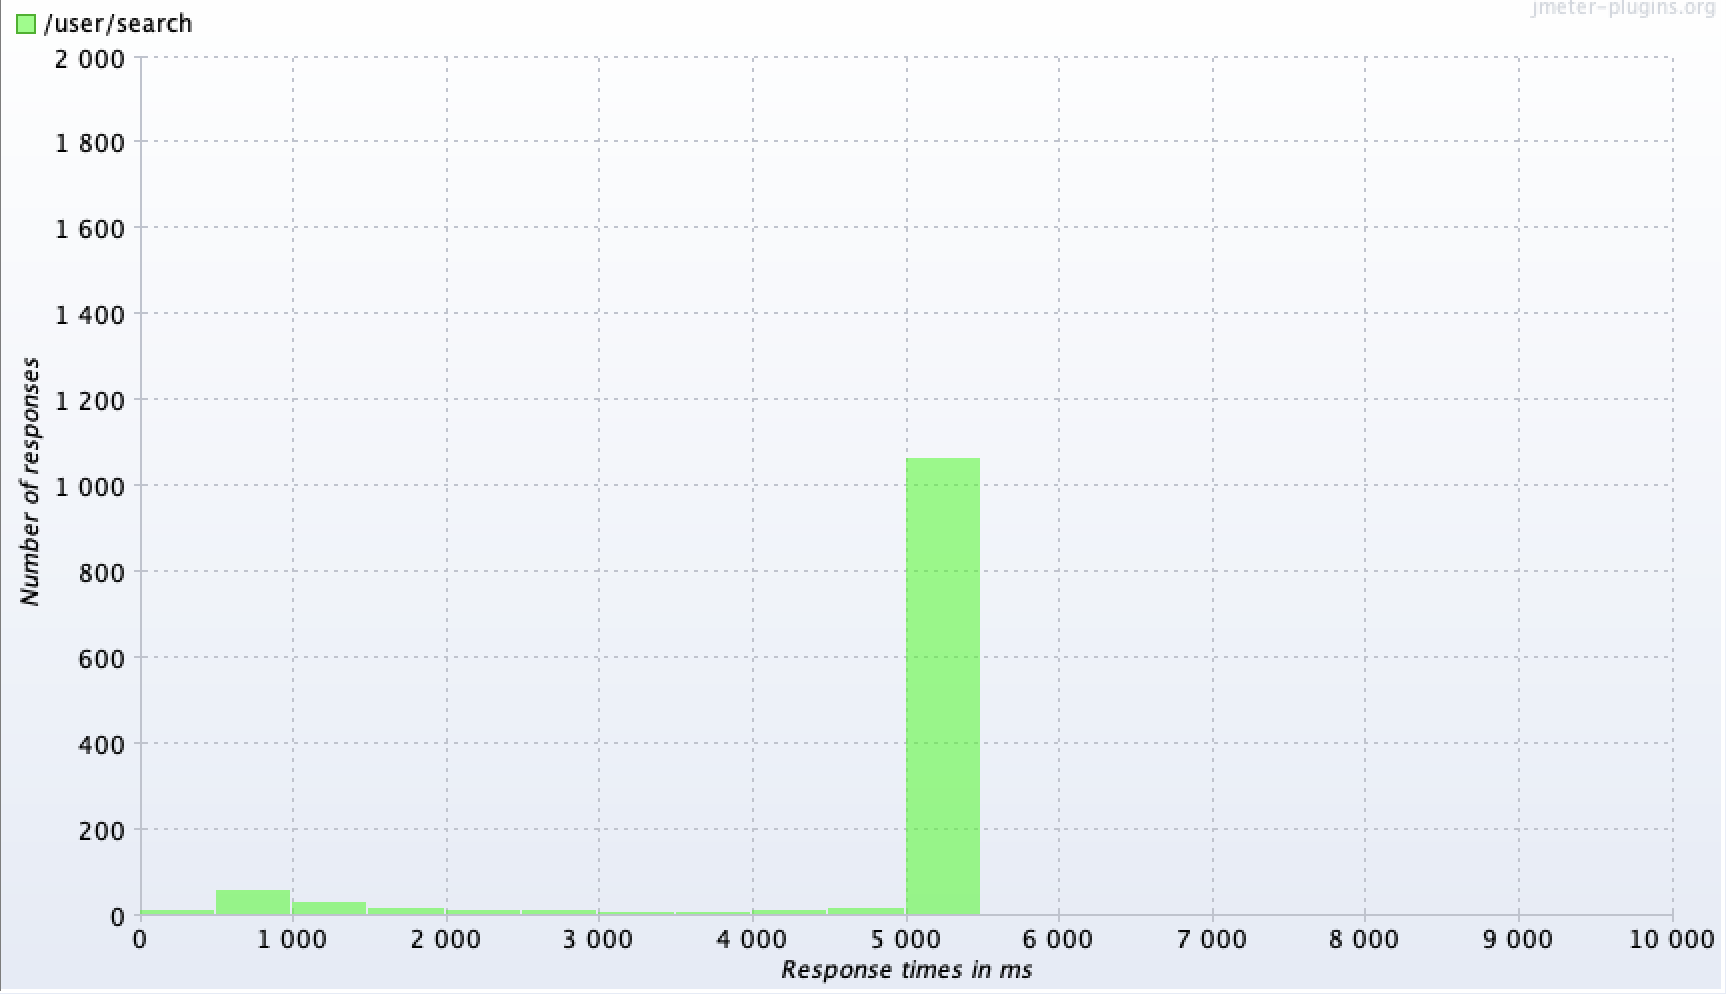 jmeter-plugins.org
/user/search
2 000
1 800
1 600
1 400
1 200
1 000
800
600
400
200
0
Number of responses
0 1 000 2 000 3 000 4 000 5 000 6 000 7 000 8 000 9 000 10 000
Response times in ms